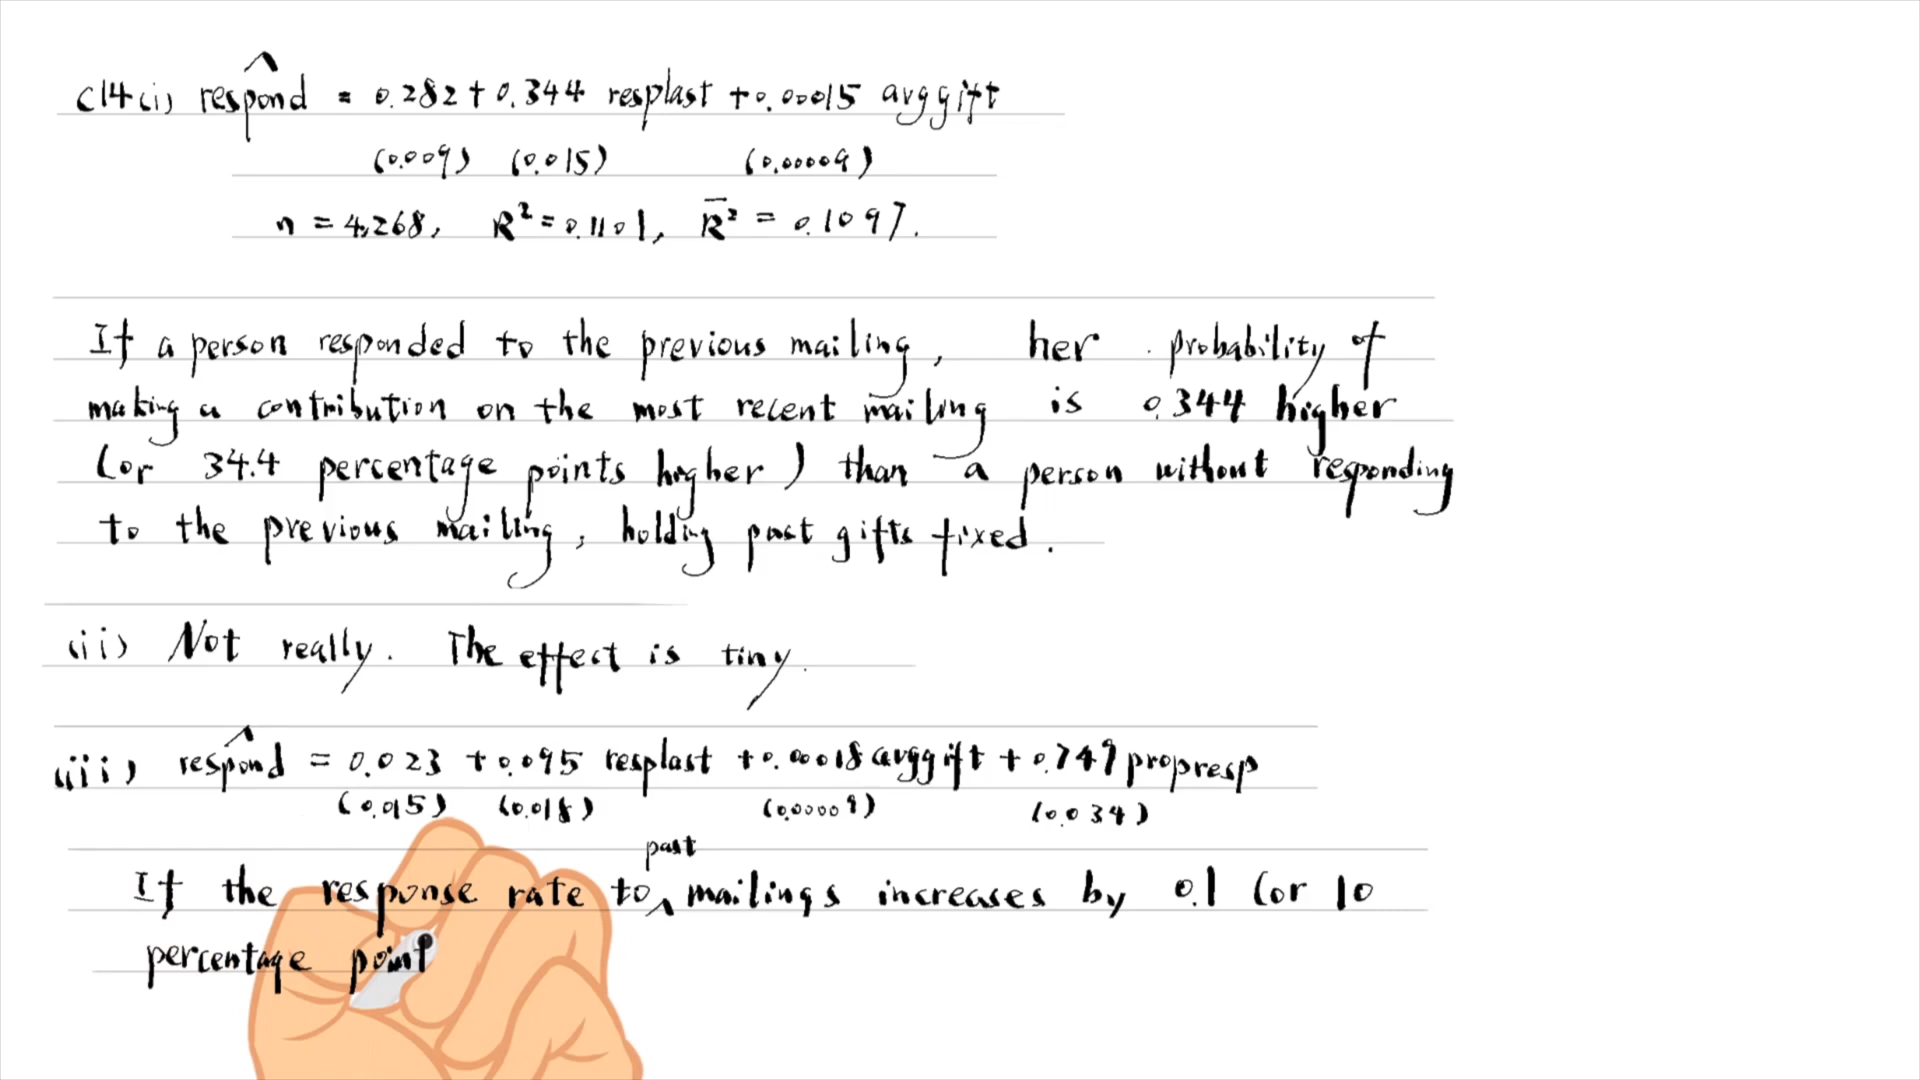 C14(i) respond^ = 0.282 + 0.344 resplast + 0.00015 avggift
(0.009) (0.015) (0.00009)
n = 4,268, R² = 0.1101, R̄² = 0.1097.
If a person responded to the previous mailing, her probability of
making a contribution on the most recent mailing is 0.344 higher
(or 34.4 percentage points higher) than a person without responding
to the previous mailing, holding past gifts fixed.
(ii) Not really. The effect is tiny.
(iii) respond^ = 0.023 + 0.095 resplast + 0.00018 avggift + 0.749 propresp
(0.015) (0.018) (0.00009) (0.034)
past
If the response rate to ‸ mailings increases by 0.1 (or 10
percentage point